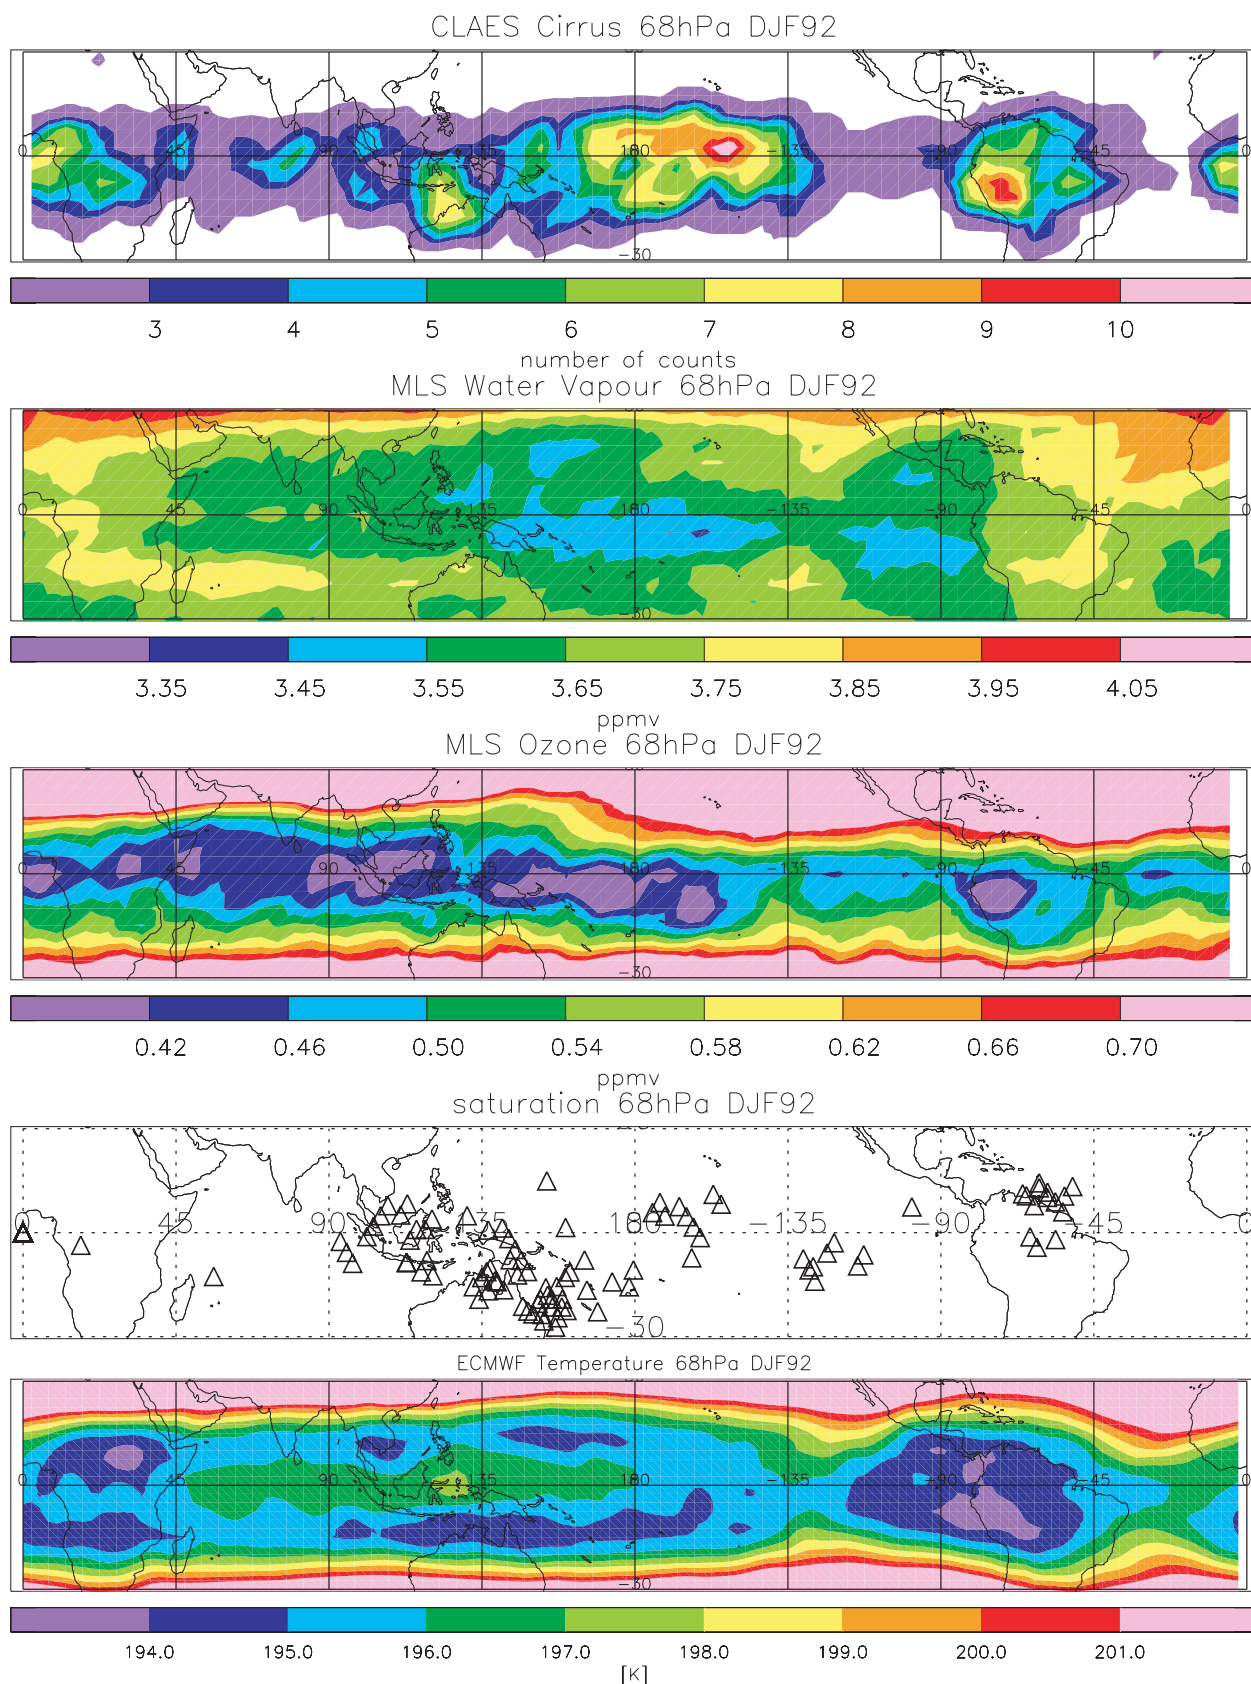 CLAES Cirrus 68hPa DJF92
0 45 90 135 180 -135 -90 -45 0
-30
3 4 5 6 7 8 9 10
number of counts
MLS Water Vapour 68hPa DJF92
0 45 90 135 180 -135 -90 -45 0
-30
3.35 3.45 3.55 3.65 3.75 3.85 3.95 4.05
ppmv
MLS Ozone 68hPa DJF92
0 45 90 135 180 -135 -90 -45 0
-30
0.42 0.46 0.50 0.54 0.58 0.62 0.66 0.70
ppmv
saturation 68hPa DJF92
0 45 90 135 180 -135 -90 -45 0
-30
ECMWF Temperature 68hPa DJF92
0 45 90 135 180 -135 -90 -45 0
-30
194.0 195.0 196.0 197.0 198.0 199.0 200.0 201.0
[K]